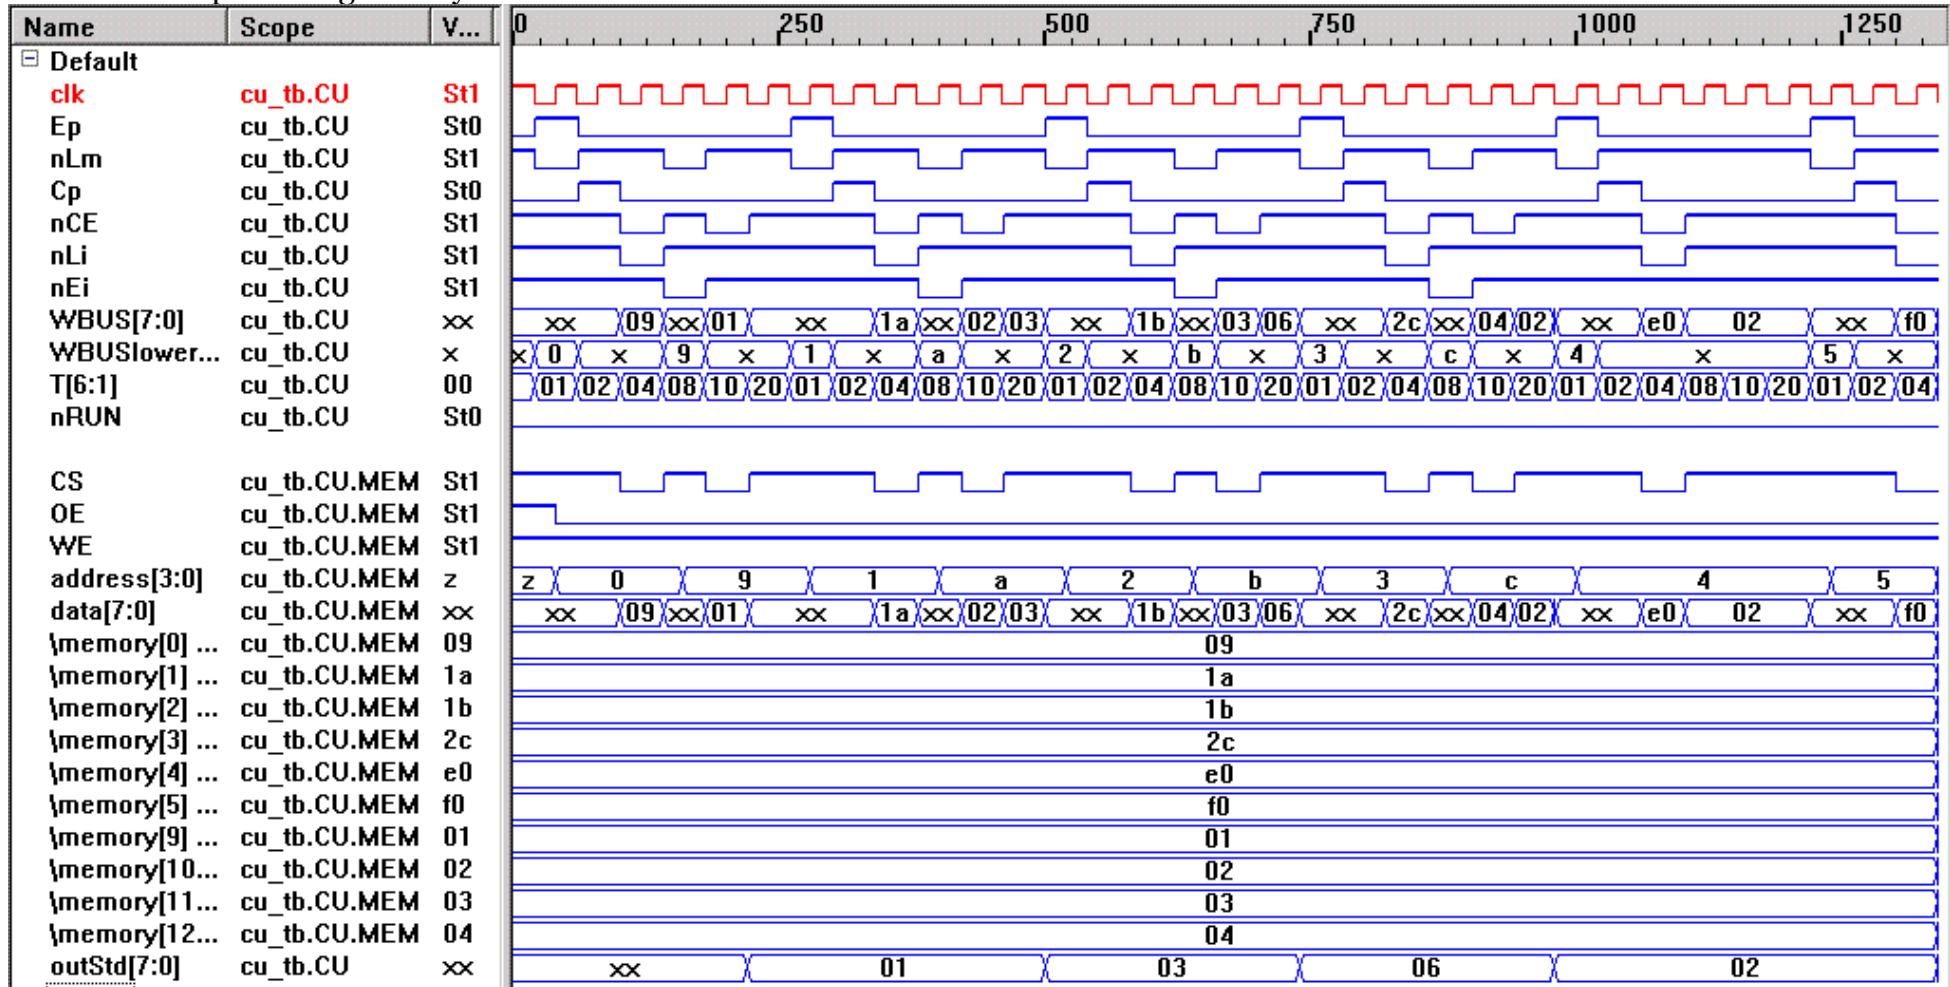 Name Scope V... 0 250 500 750 1000 1250
Default
clk cu_tb.CU St1
Ep cu_tb.CU St0
nLm cu_tb.CU St1
Cp cu_tb.CU St0
nCE cu_tb.CU St1
nLi cu_tb.CU St1
nEi cu_tb.CU St1
WBUS[7:0] cu_tb.CU xx xx 09 xx 01 xx 1a xx 02 03 xx 1b xx 03 06 xx 2c xx 04 02 xx e0 02 xx f0
WBUSlower... cu_tb.CU x x 0 x 9 x 1 x a x 2 x b x 3 x c x 4 x 5 x
T[6:1] cu_tb.CU 00 01 02 04 08 10 20 01 02 04 08 10 20 01 02 04 08 10 20 01 02 04 08 10 20 01 02 04 08 10 20 01 02 04
nRUN cu_tb.CU St0
CS cu_tb.CU.MEM St1
OE cu_tb.CU.MEM St1
WE cu_tb.CU.MEM St1
address[3:0] cu_tb.CU.MEM z z 0 9 1 a 2 b 3 c 4 5
data[7:0] cu_tb.CU.MEM xx xx 09 xx 01 xx 1a xx 02 03 xx 1b xx 03 06 xx 2c xx 04 02 xx e0 02 xx f0
\memory[0] ... cu_tb.CU.MEM 09 09
\memory[1] ... cu_tb.CU.MEM 1a 1a
\memory[2] ... cu_tb.CU.MEM 1b 1b
\memory[3] ... cu_tb.CU.MEM 2c 2c
\memory[4] ... cu_tb.CU.MEM e0 e0
\memory[5] ... cu_tb.CU.MEM f0 f0
\memory[9] ... cu_tb.CU.MEM 01 01
\memory[10... cu_tb.CU.MEM 02 02
\memory[11... cu_tb.CU.MEM 03 03
\memory[12... cu_tb.CU.MEM 04 04
outStd[7:0] cu_tb.CU xx xx 01 03 06 02